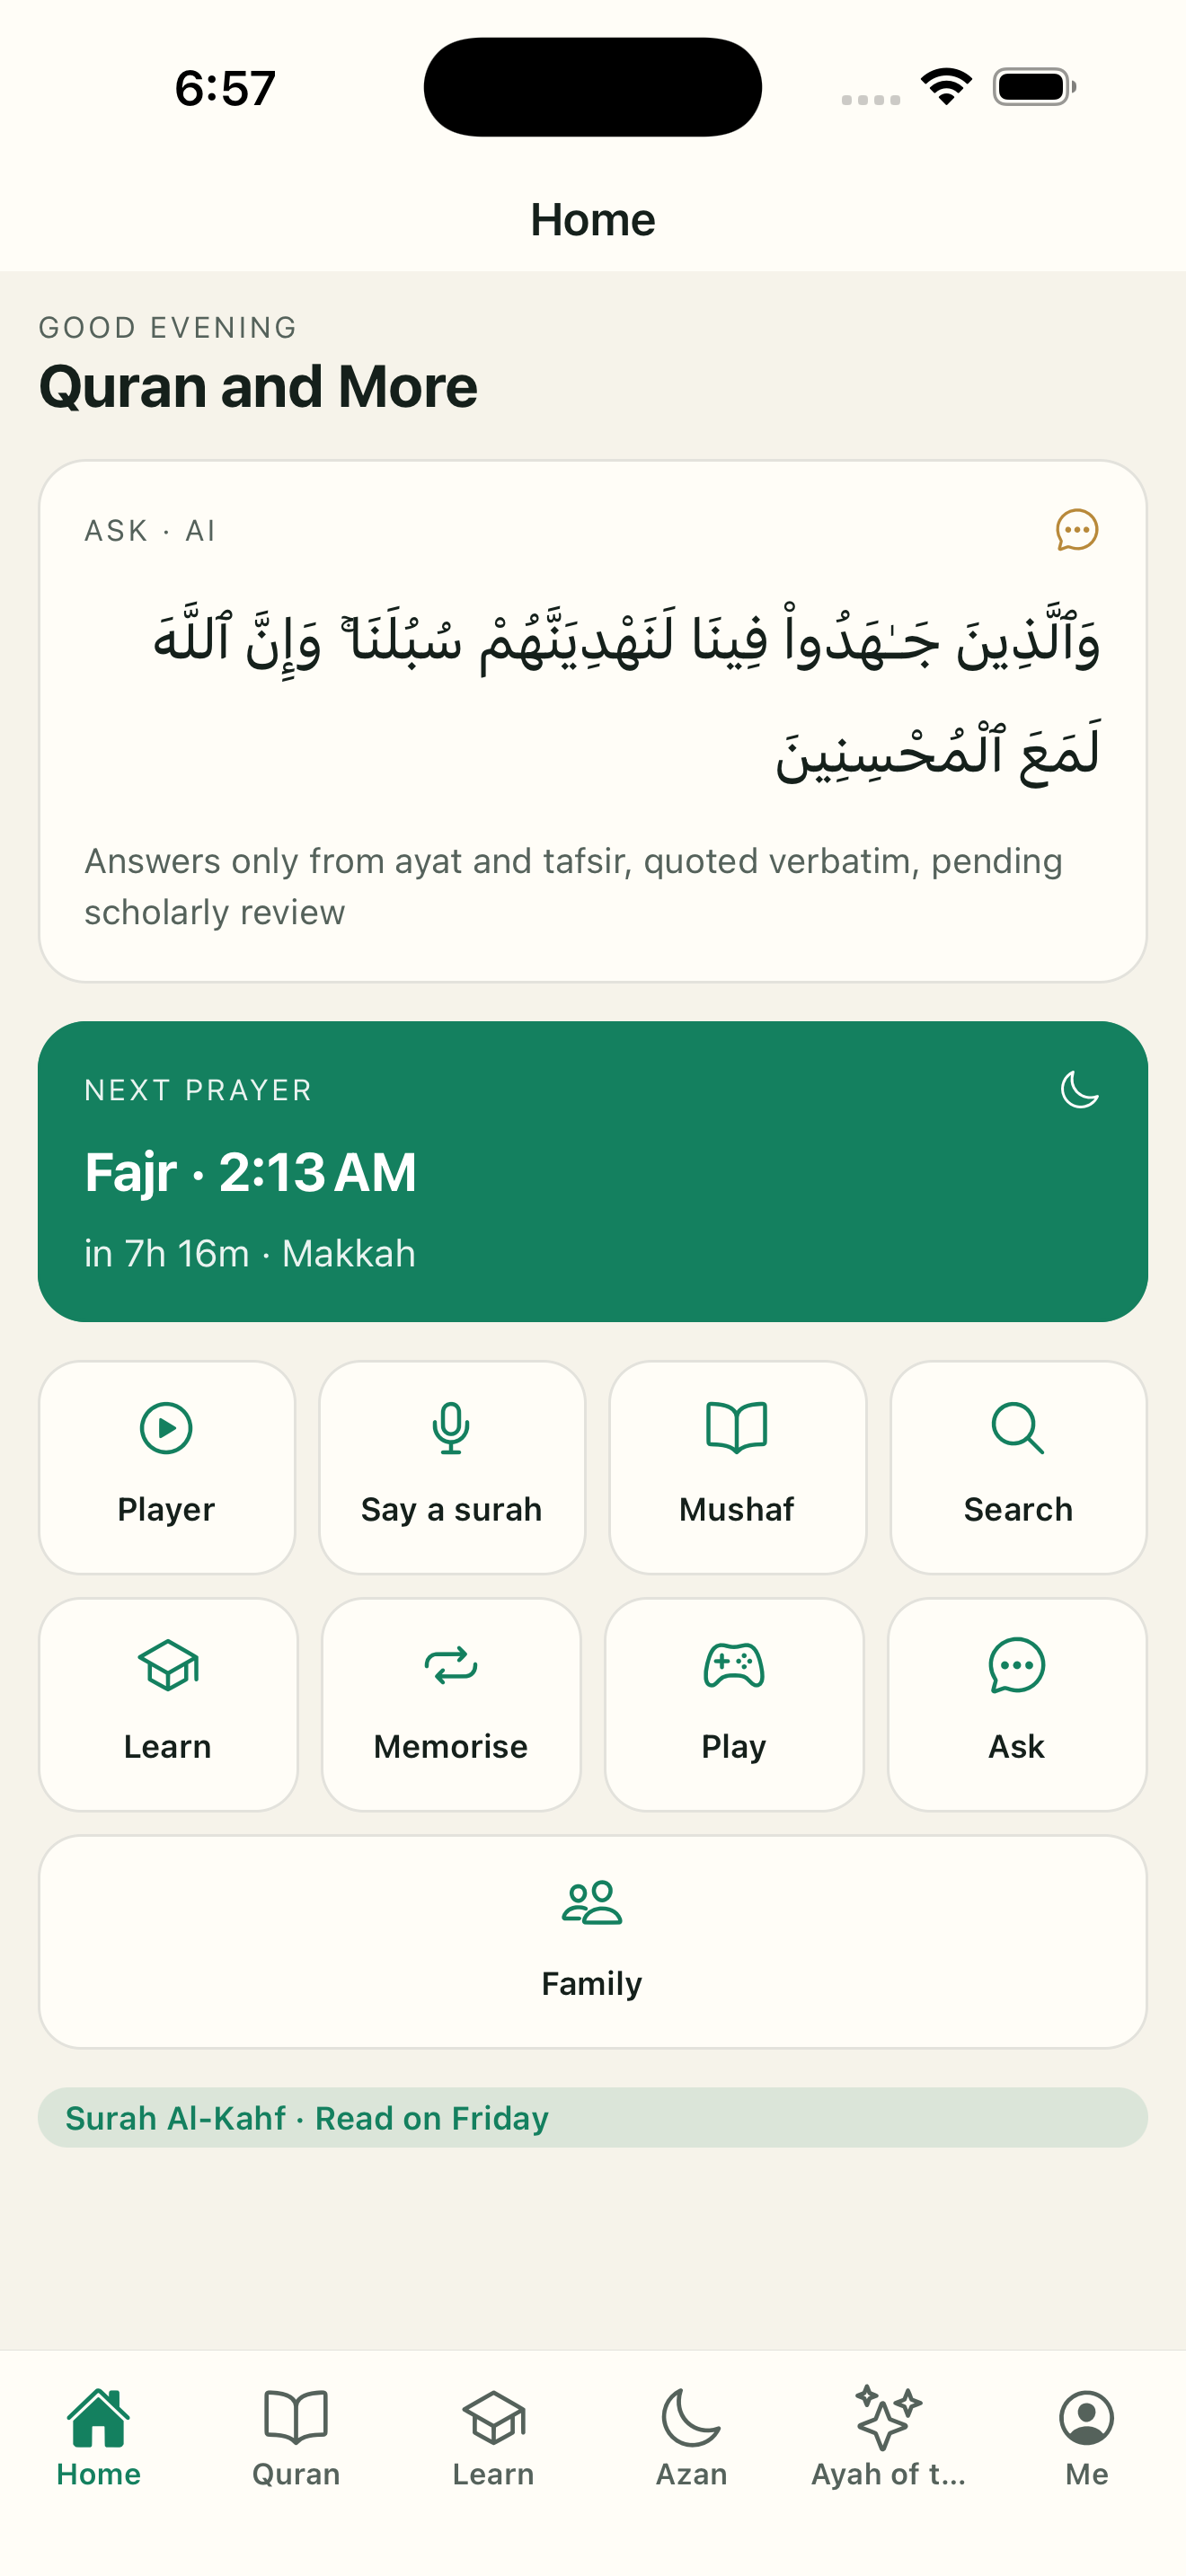 6:57
Home
GOOD EVENING
Quran and More
ASK · AI
وَٱلَّذِينَ جَـٰهَدُوا۟ فِينَا لَنَهْدِيَنَّهُمْ سُبُلَنَا ۚ وَإِنَّ ٱللَّهَ
لَمَعَ ٱلْمُحْسِنِينَ
Answers only from ayat and tafsir, quoted verbatim, pending
scholarly review
NEXT PRAYER
Fajr · 2:13 AM
in 7h 16m · Makkah
Player
Say a surah
Mushaf
Search
Learn
Memorise
Play
Ask
Family
Surah Al-Kahf · Read on Friday
Home
Quran
Learn
Azan
Ayah of t...
Me